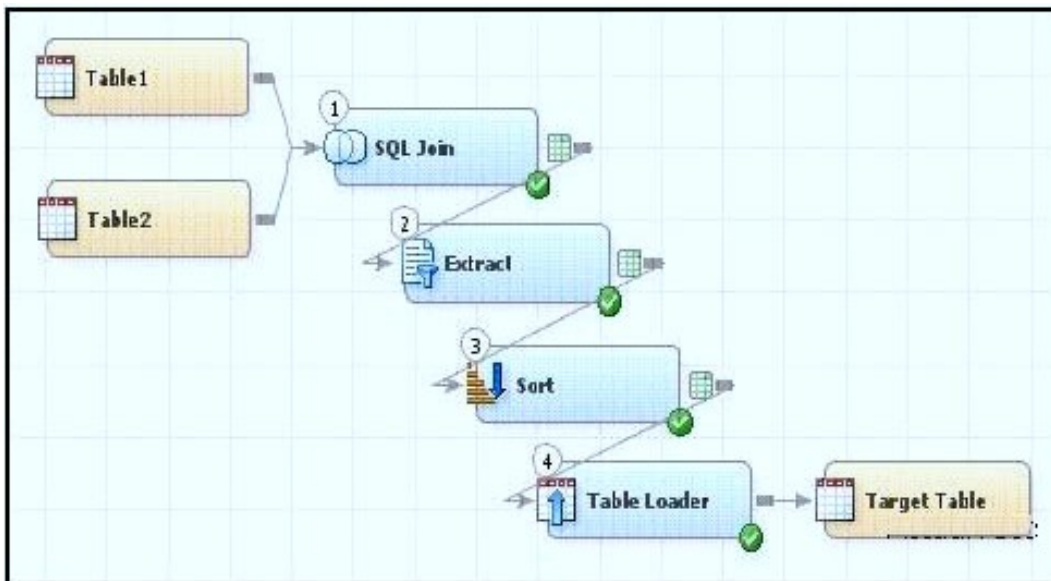 Table1
Table2
1
SQL Join
2
Extract
3
Sort
4
Table Loader
Target Table